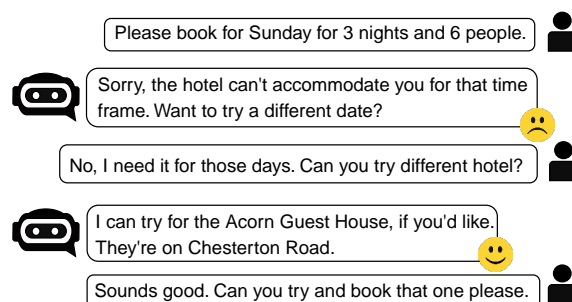 Please book for Sunday for 3 nights and 6 people.
Sorry, the hotel can't accommodate you for that time
frame. Want to try a different date?
No, I need it for those days. Can you try different hotel?
I can try for the Acorn Guest House, if you'd like.
They're on Chesterton Road.
Sounds good. Can you try and book that one please.